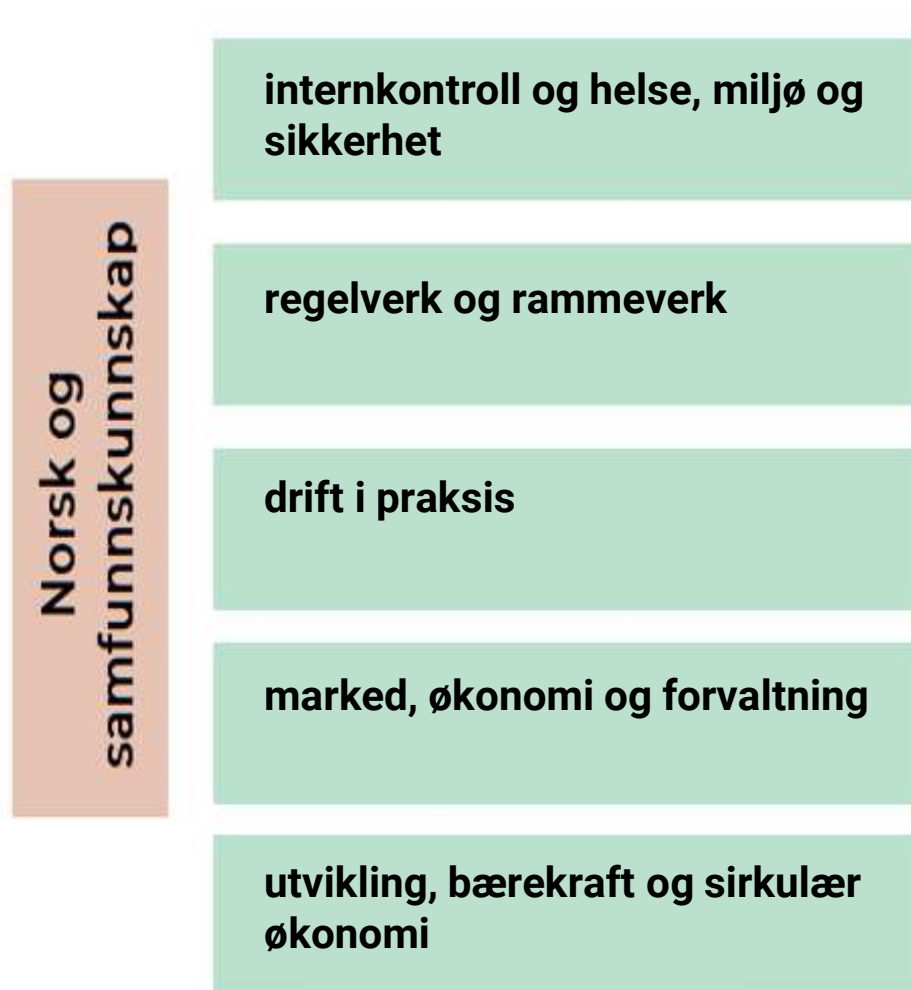 Norsk og
samfunnskunnskap
internkontroll og helse, miljø og
sikkerhet
regelverk og rammeverk
drift i praksis
marked, økonomi og forvaltning
utvikling, bærekraft og sirkulær
økonomi